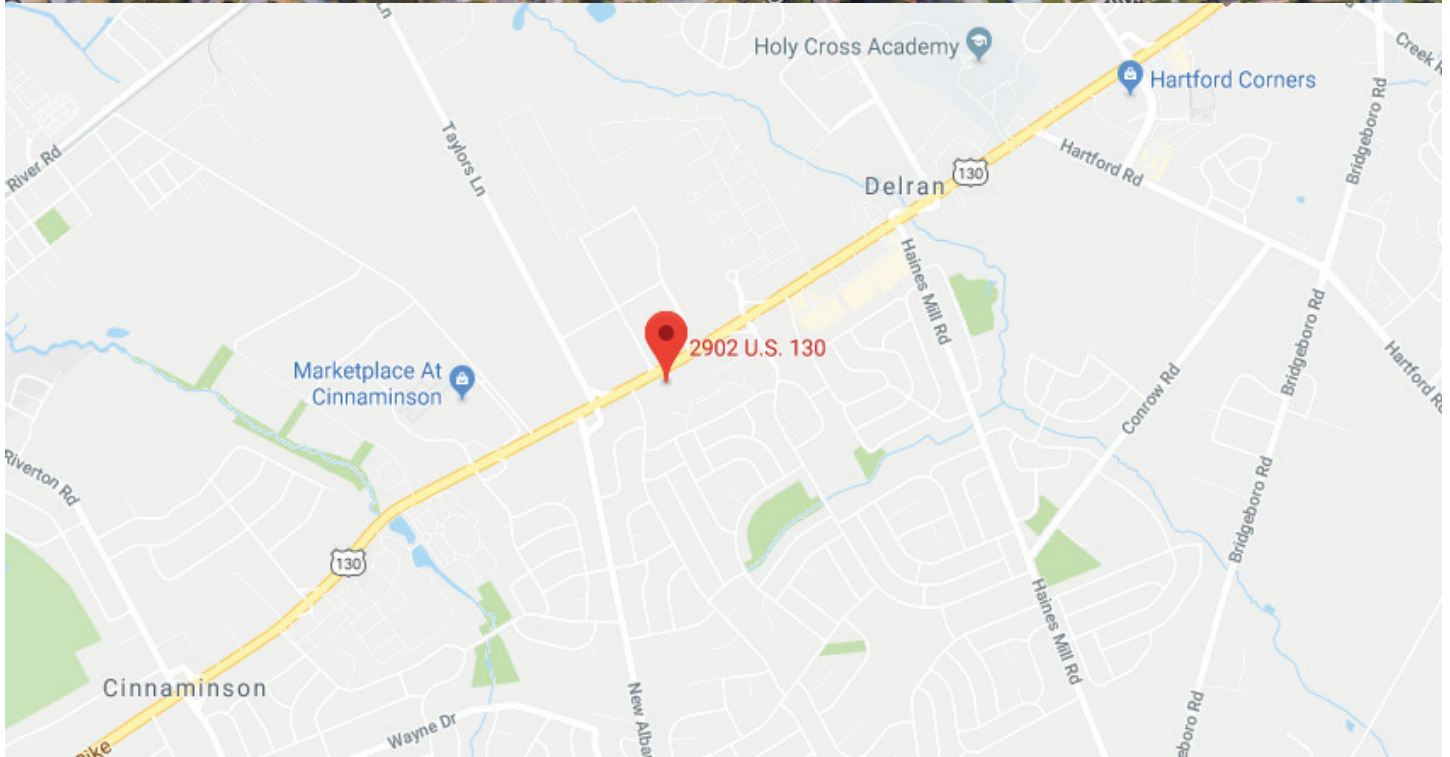 Ln
Holy Cross Academy
Hartford Corners
Creek R
River Rd
Taylors Ln
Hartford Rd
Bridgeboro Rd
130
Delran
Haines Mill Rd
2902 U.S. 130
Marketplace At
Cinnaminson
Bridgeboro Rd
Hartford Rd
Conrow Rd
Riverton Rd
Bridgeboro Rd
130
Haines Mill Rd
Cinnaminson
New Alba
Wayne Dr
eboro Rd
Pike